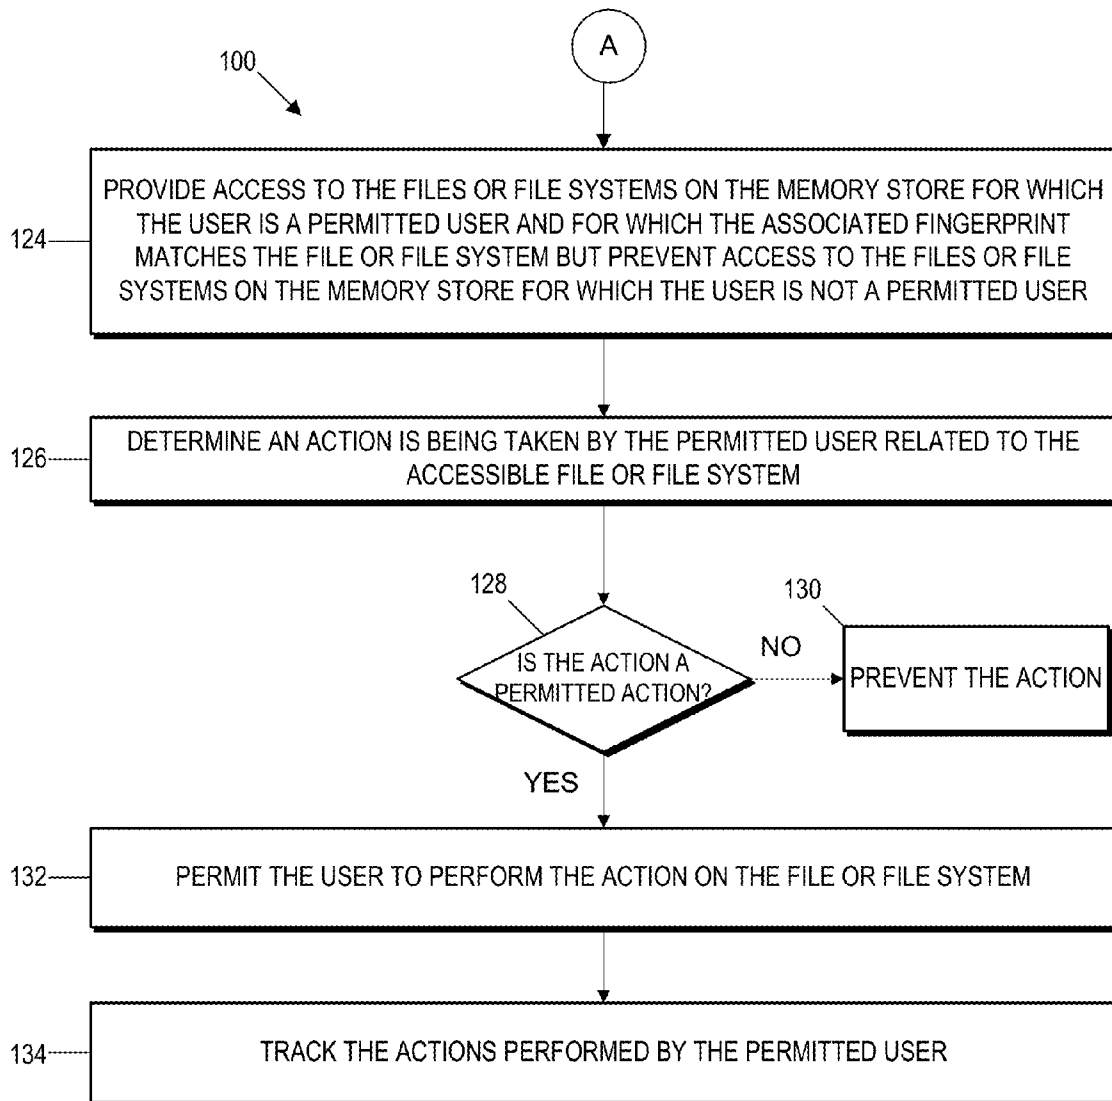 A
100
PROVIDE ACCESS TO THE FILES OR FILE SYSTEMS ON THE MEMORY STORE FOR WHICH
THE USER IS A PERMITTED USER AND FOR WHICH THE ASSOCIATED FINGERPRINT
MATCHES THE FILE OR FILE SYSTEM BUT PREVENT ACCESS TO THE FILES OR FILE
SYSTEMS ON THE MEMORY STORE FOR WHICH THE USER IS NOT A PERMITTED USER
124
DETERMINE AN ACTION IS BEING TAKEN BY THE PERMITTED USER RELATED TO THE
ACCESSIBLE FILE OR FILE SYSTEM
126
128
IS THE ACTION A
PERMITTED ACTION?
NO
130
PREVENT THE ACTION
YES
132
PERMIT THE USER TO PERFORM THE ACTION ON THE FILE OR FILE SYSTEM
134
TRACK THE ACTIONS PERFORMED BY THE PERMITTED USER